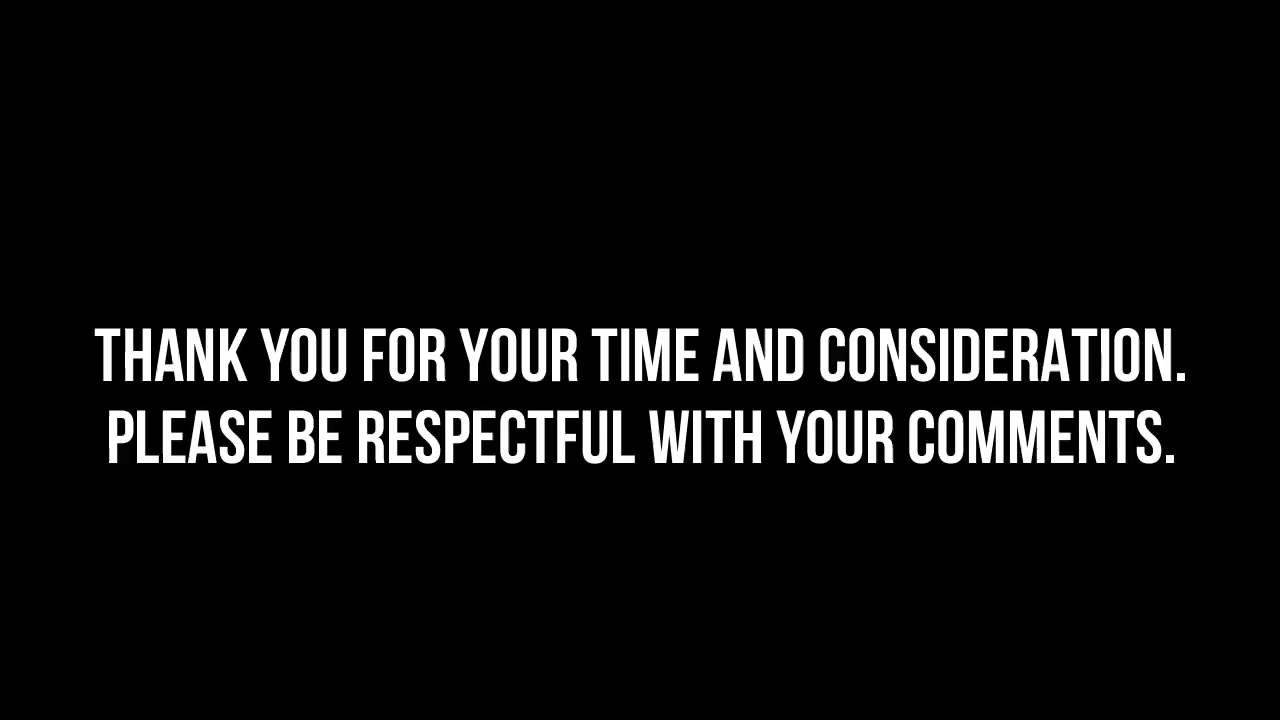 THANK YOU FOR YOUR TIME AND CONSIDERATION.
PLEASE BE RESPECTFUL WITH YOUR COMMENTS.